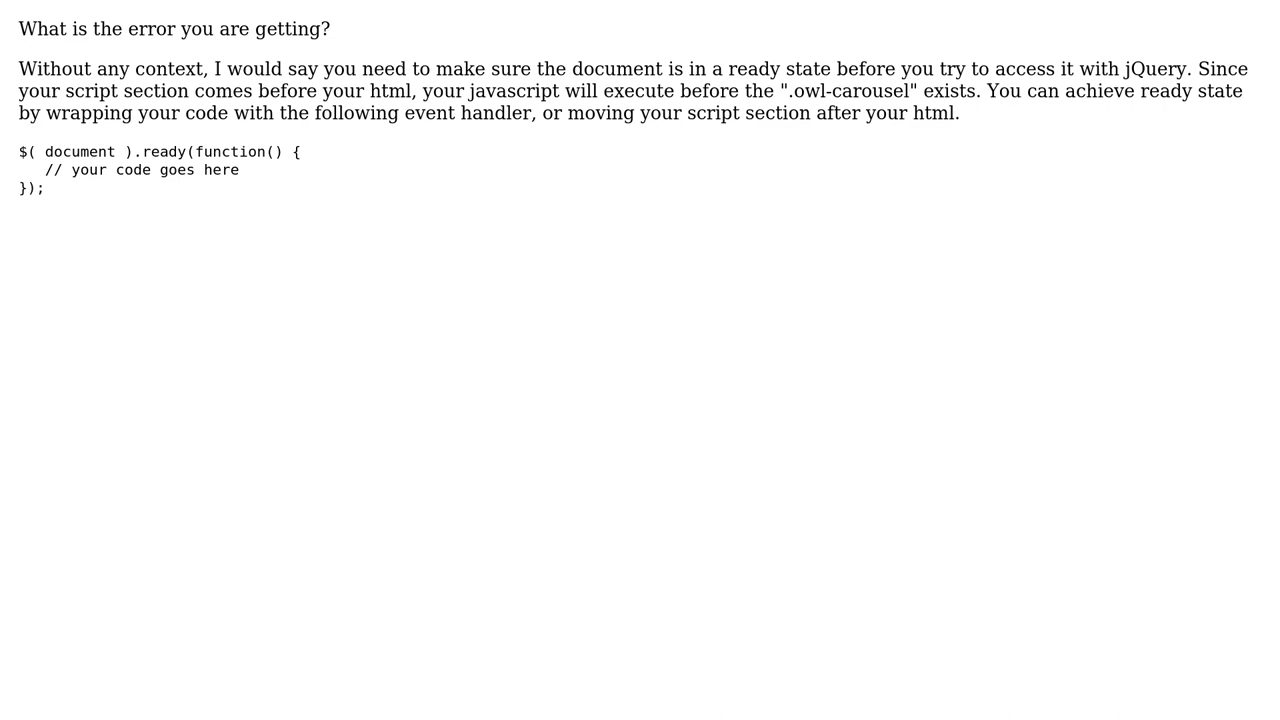 What is the error you are getting?
Without any context, I would say you need to make sure the document is in a ready state before you try to access it with jQuery. Since
your script section comes before your html, your javascript will execute before the ".owl-carousel" exists. You can achieve ready state
by wrapping your code with the following event handler, or moving your script section after your html.
$( document ).ready(function() {
   // your code goes here
});